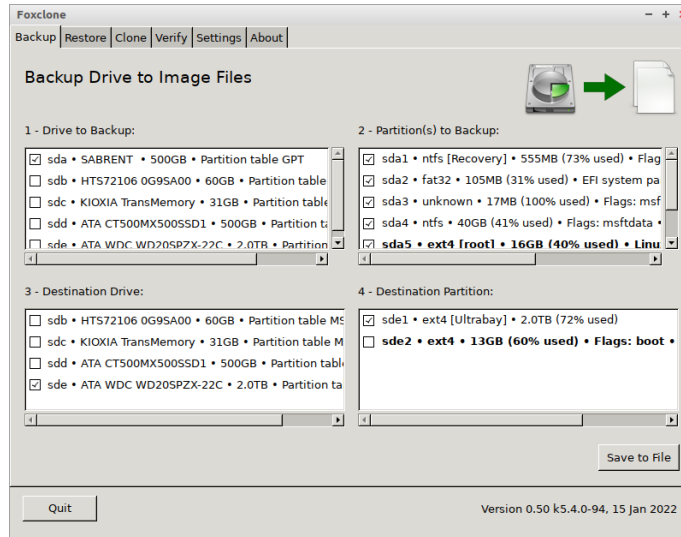 Foxclone
Backup Restore Clone Verify Settings About
Backup Drive to Image Files
1 - Drive to Backup:
sda • SABRENT • 500GB • Partition table GPT
sdb • HTS72106 0G9SA00 • 60GB • Partition table
sdc • KIOXIA TransMemory • 31GB • Partition table
sdd • ATA CT500MX500SSD1 • 500GB • Partition ta
sde • ATA WDC WD20SPZX-22C • 2.0TB • Partition
2 - Partition(s) to Backup:
sda1 • ntfs [Recovery] • 555MB (73% used) • Flag
sda2 • fat32 • 105MB (31% used) • EFI system pa
sda3 • unknown • 17MB (100% used) • Flags: msf
sda4 • ntfs • 40GB (41% used) • Flags: msftdata •
sda5 • ext4 [root] • 16GB (40% used) • Linu
3 - Destination Drive:
sdb • HTS72106 0G9SA00 • 60GB • Partition table MS
sdc • KIOXIA TransMemory • 31GB • Partition table M
sdd • ATA CT500MX500SSD1 • 500GB • Partition tabl
sde • ATA WDC WD20SPZX-22C • 2.0TB • Partition ta
4 - Destination Partition:
sde1 • ext4 [Ultrabay] • 2.0TB (72% used)
sde2 • ext4 • 13GB (60% used) • Flags: boot •
Save to File
Quit
Version 0.50 k5.4.0-94, 15 Jan 2022